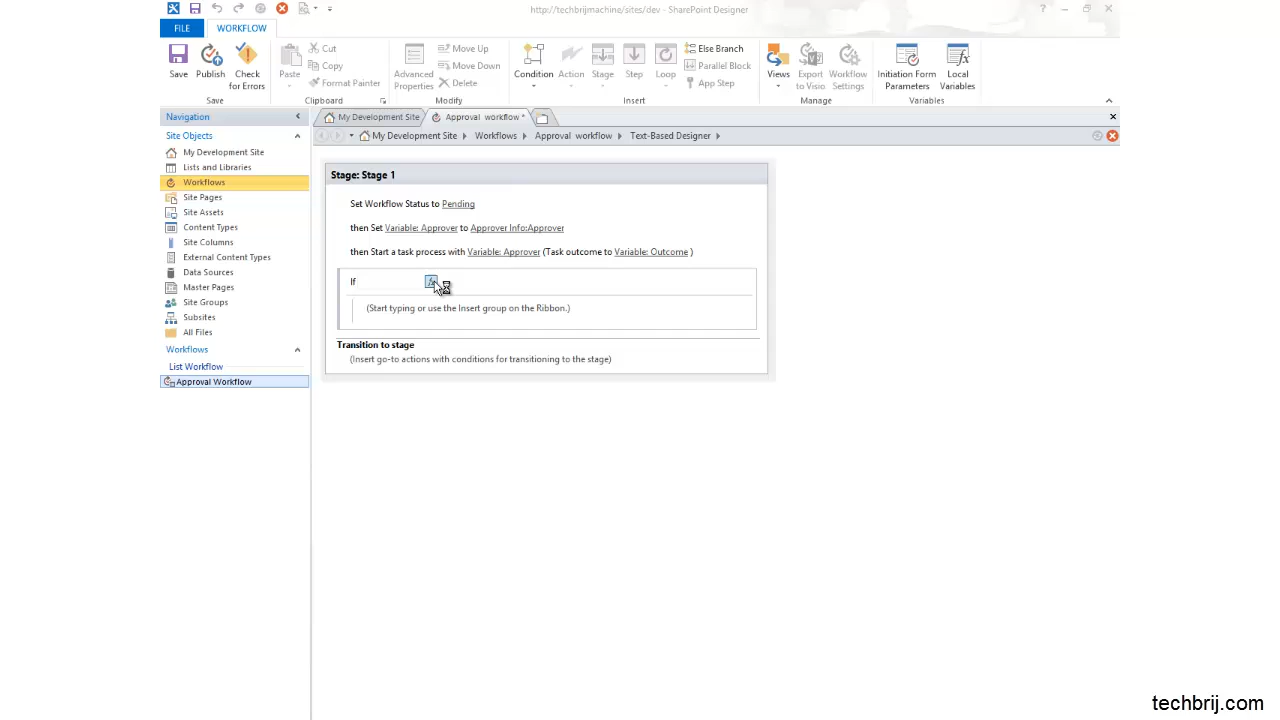 http://techbrijmachine/sites/dev - SharePoint Designer
?
FILE
WORKFLOW
Save
Publish
Check for Errors
Save
Paste
Cut
Copy
Format Painter
Clipboard
Advanced Properties
Move Up
Move Down
Delete
Modify
Condition
Action
Stage
Step
Loop
Else Branch
Parallel Block
App Step
Insert
Views
Export to Visio
Workflow Settings
Manage
Initiation Form Parameters
Local Variables
Variables
Navigation
My Development Site
Approval workflow *
My Development Site
Workflows
Approval workflow
Text-Based Designer
Site Objects
My Development Site
Lists and Libraries
Workflows
Site Pages
Site Assets
Content Types
Site Columns
External Content Types
Data Sources
Master Pages
Site Groups
Subsites
All Files
Workflows
List Workflow
Approval Workflow
Stage: Stage 1
Set Workflow Status to Pending
then Set Variable: Approver to Approver Info:Approver
then Start a task process with Variable: Approver (Task outcome to Variable: Outcome )
If
fx
(Start typing or use the Insert group on the Ribbon.)
Transition to stage
(Insert go-to actions with conditions for transitioning to the stage)
techbrij.com